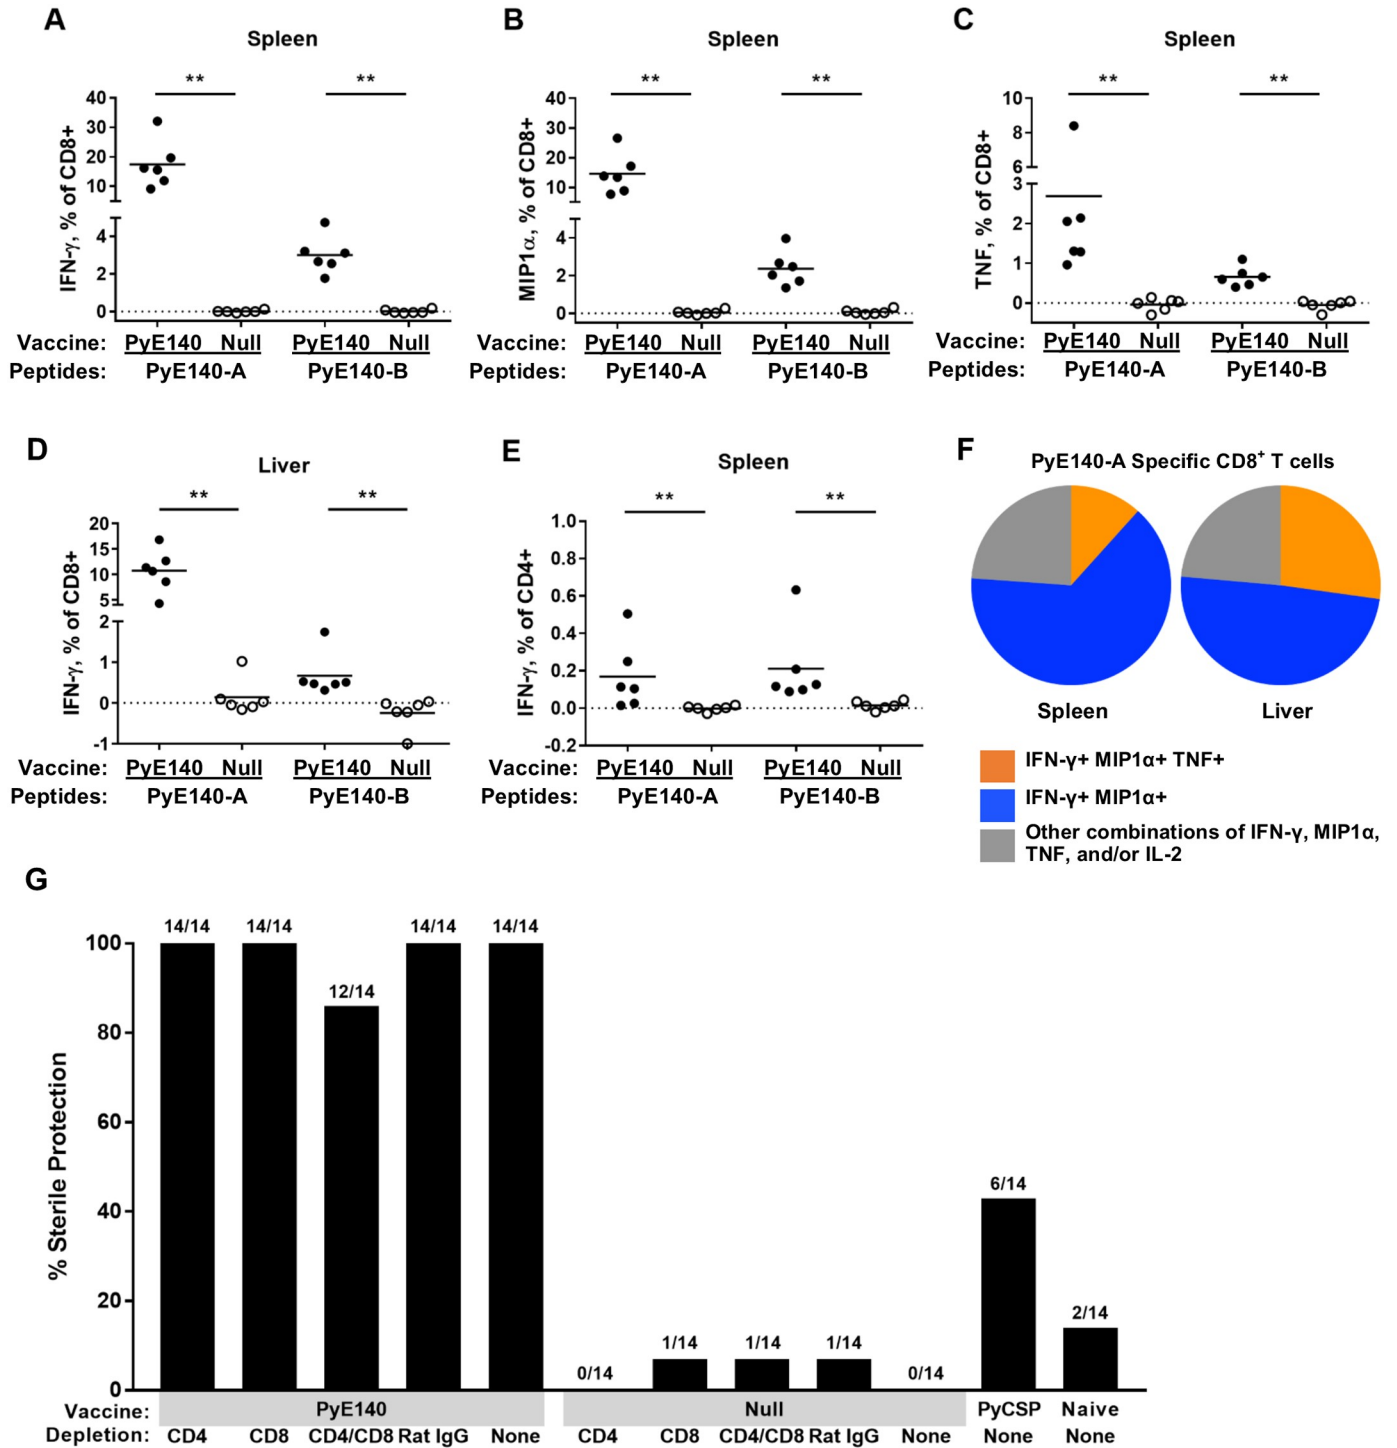 A
Spleen
**
**
IFN-γ, % of CD8+
40
30
20
10
4
2
0
Vaccine: PyE140 Null PyE140 Null
Peptides: PyE140-A PyE140-B
B
Spleen
**
**
MIP1α, % of CD8+
40
30
20
10
4
2
0
Vaccine: PyE140 Null PyE140 Null
Peptides: PyE140-A PyE140-B
C
Spleen
**
**
TNF, % of CD8+
10
8
6
3
2
1
0
Vaccine: PyE140 Null PyE140 Null
Peptides: PyE140-A PyE140-B
D
Liver
**
**
IFN-γ, % of CD8+
20
15
10
5
2
1
0
-1
Vaccine: PyE140 Null PyE140 Null
Peptides: PyE140-A PyE140-B
E
Spleen
**
**
IFN-γ, % of CD4+
1.0
0.8
0.6
0.4
0.2
0.0
-0.2
Vaccine: PyE140 Null PyE140 Null
Peptides: PyE140-A PyE140-B
F
PyE140-A Specific CD8+ T cells
Spleen Liver
IFN-γ+ MIP1α+ TNF+
IFN-γ+ MIP1α+
Other combinations of IFN-γ, MIP1α,
TNF, and/or IL-2
G
% Sterile Protection
100
80
60
40
20
0
14/14 14/14 12/14 14/14 14/14 0/14 1/14 1/14 1/14 0/14 6/14 2/14
Vaccine: PyE140 Null PyCSP Naive
Depletion: CD4 CD8 CD4/CD8 Rat IgG None CD4 CD8 CD4/CD8 Rat IgG None None None